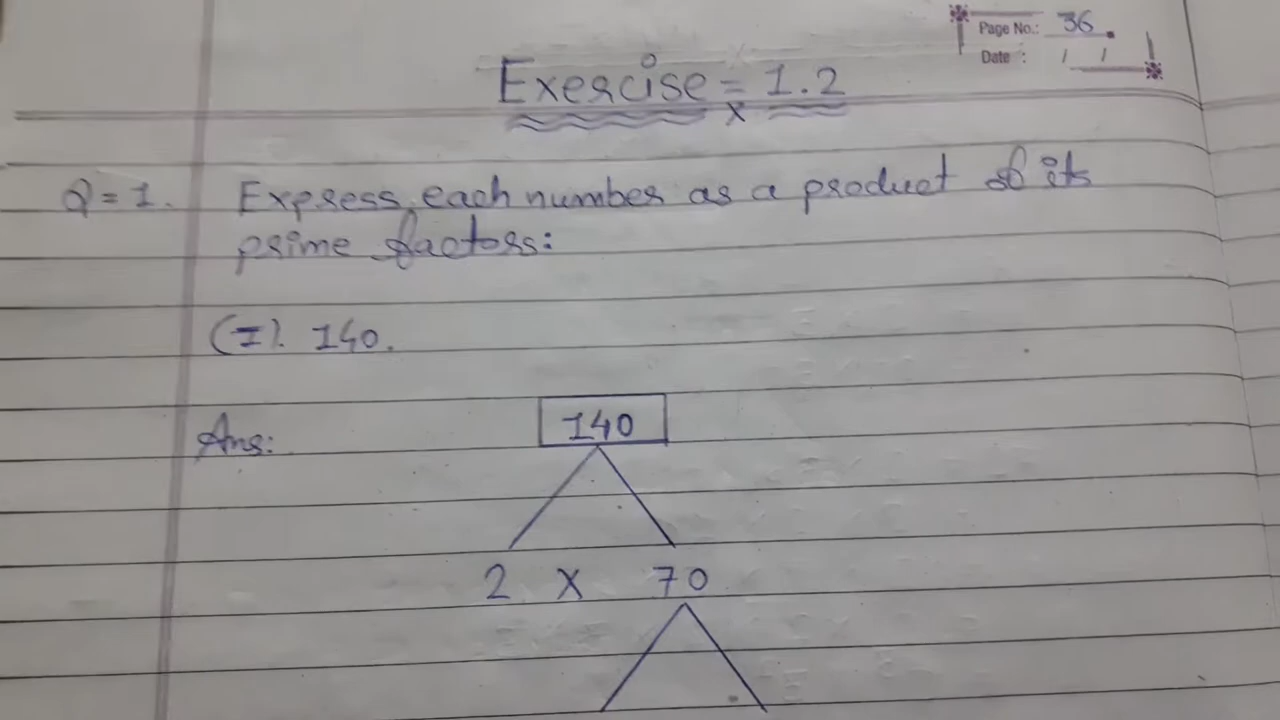 Page No.: 36.
Date : / /
Exercise = 1.2
x
Q = 1. Express each number as a product of its
prime factors:
(I). 140.
Ans:
140
2 X 70